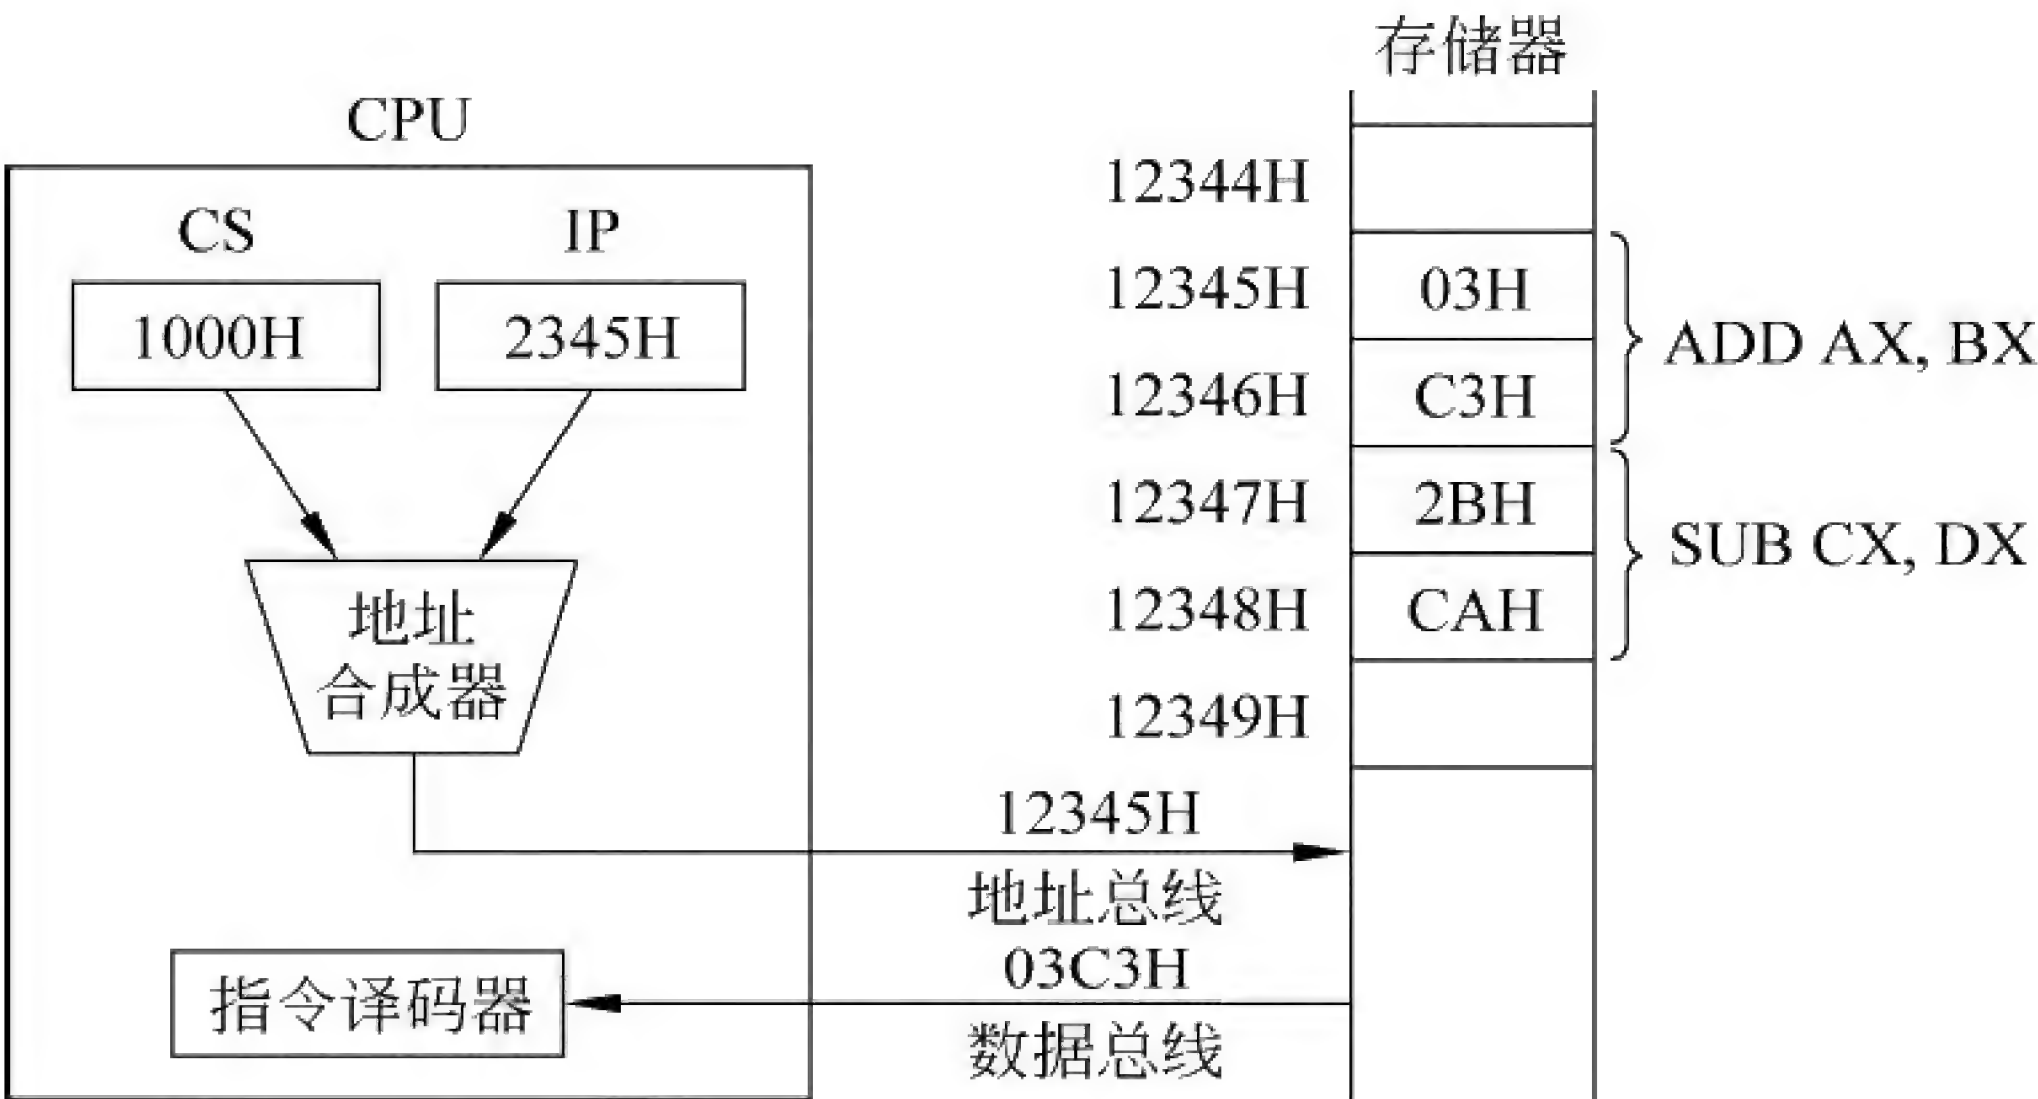 存储器
CPU
12344H
CS
IP
12345H
03H
1000H
2345H
ADD AX, BX
12346H
C3H
12347H
2BH
SUB CX, DX
地址
合成器
12348H
CAH
12349H
12345H
地址总线
03C3H
指令译码器
数据总线